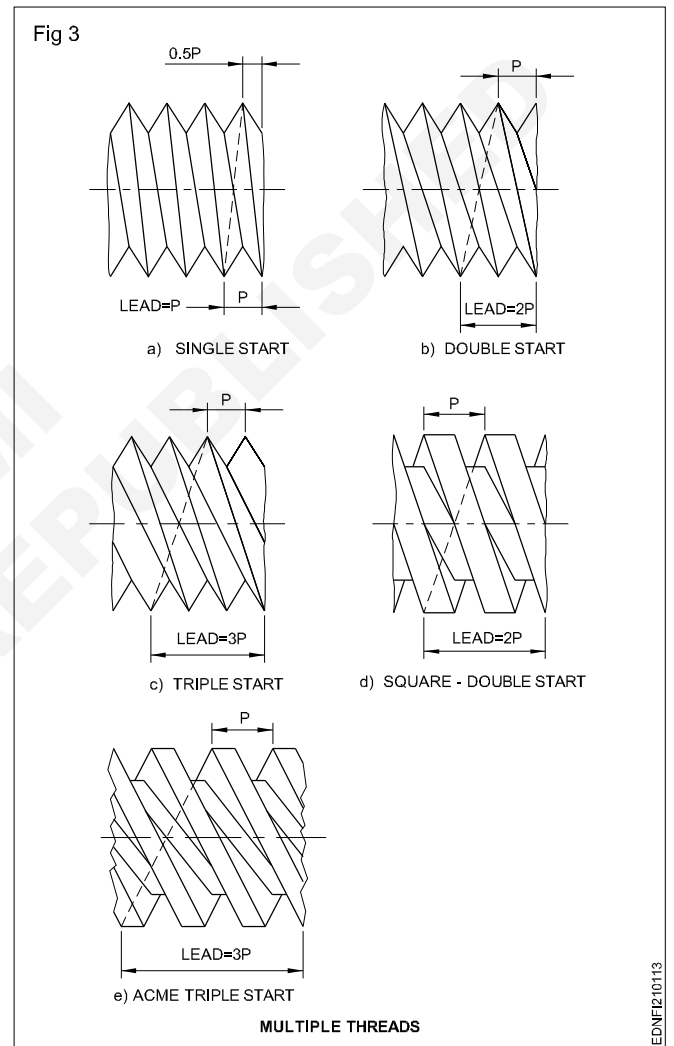 Fig 3
0.5P
P
LEAD=P
P
LEAD=2P
a) SINGLE START
b) DOUBLE START
P
P
LEAD=3P
LEAD=2P
c) TRIPLE START
d) SQUARE - DOUBLE START
P
LEAD=3P
e) ACME TRIPLE START
MULTIPLE THREADS
EDNFI210113